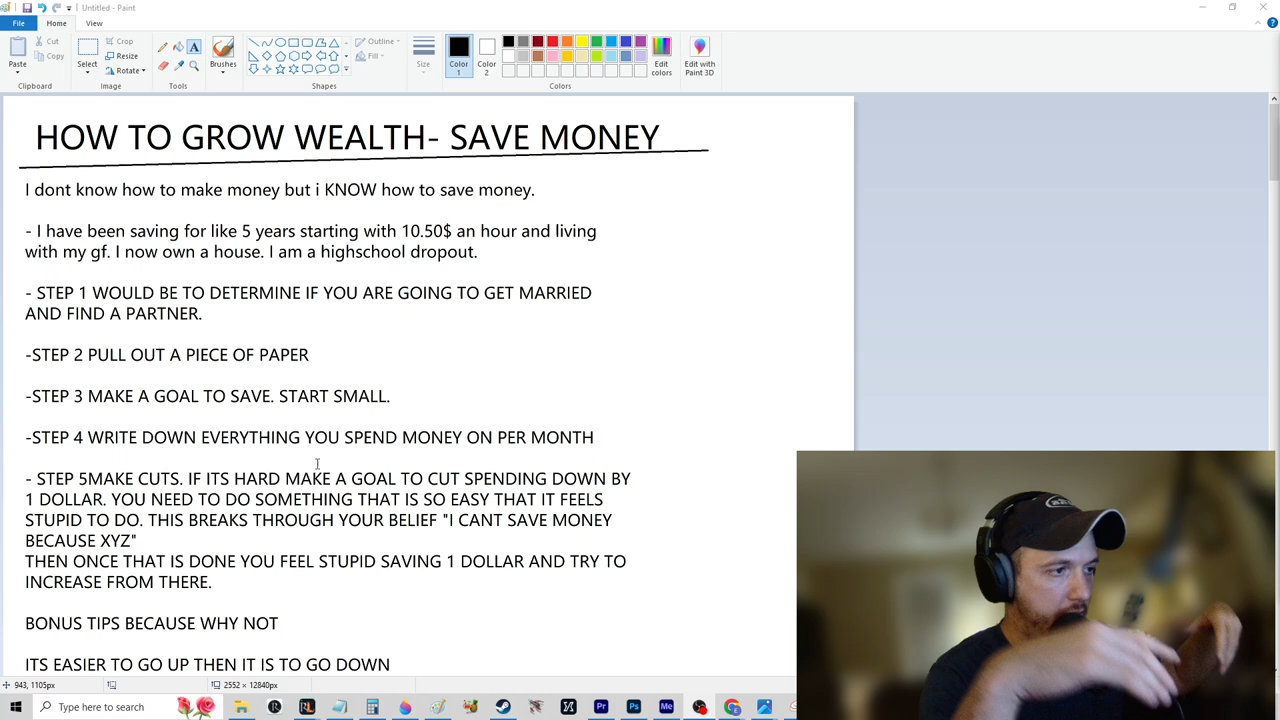 Untitled - Paint
File
Home
View
Paste
Cut
Copy
Clipboard
Select
Crop
Resize
Rotate
Image
A
Tools
Brushes
Outline
Fill
Shapes
Size
Color 1
Color 2
Edit colors
Colors
Edit with Paint 3D
HOW TO GROW WEALTH- SAVE MONEY
I dont know how to make money but i KNOW how to save money.
- I have been saving for like 5 years starting with 10.50$ an hour and living
with my gf. I now own a house. I am a highschool dropout.
- STEP 1 WOULD BE TO DETERMINE IF YOU ARE GOING TO GET MARRIED
AND FIND A PARTNER.
-STEP 2 PULL OUT A PIECE OF PAPER
-STEP 3 MAKE A GOAL TO SAVE. START SMALL.
-STEP 4 WRITE DOWN EVERYTHING YOU SPEND MONEY ON PER MONTH
- STEP 5MAKE CUTS. IF ITS HARD MAKE A GOAL TO CUT SPENDING DOWN BY
1 DOLLAR. YOU NEED TO DO SOMETHING THAT IS SO EASY THAT IT FEELS
STUPID TO DO. THIS BREAKS THROUGH YOUR BELIEF "I CANT SAVE MONEY
BECAUSE XYZ"
THEN ONCE THAT IS DONE YOU FEEL STUPID SAVING 1 DOLLAR AND TRY TO
INCREASE FROM THERE.
BONUS TIPS BECAUSE WHY NOT
ITS EASIER TO GO UP THEN IT IS TO GO DOWN
943, 1105px
2552 × 12840px
Type here to search
R
RL
Pr
Ps
Me